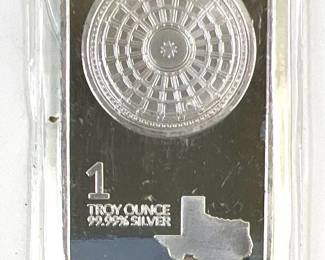 1
TROY OUNCE
99.99% SILVER